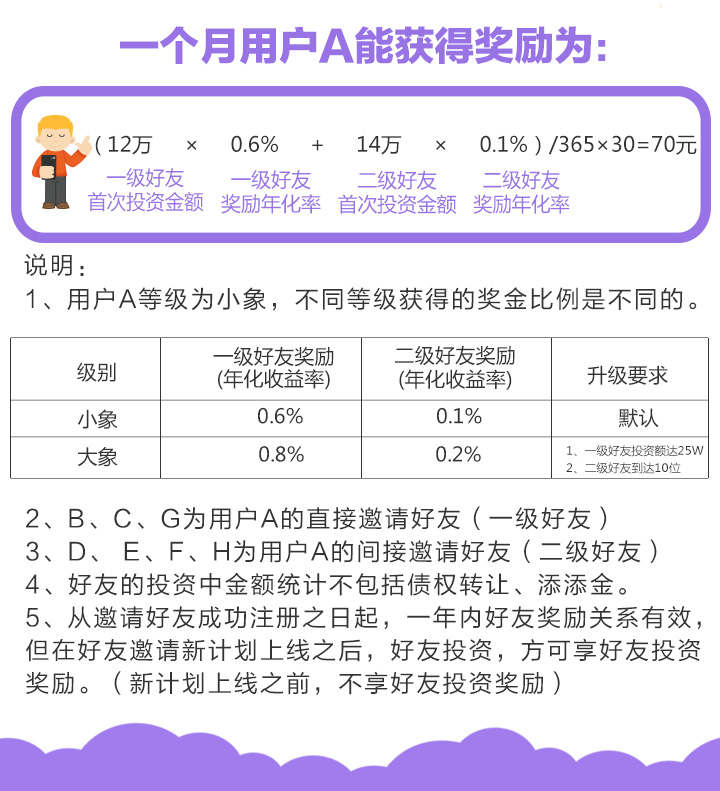 一个月用户A能获得奖励为:
( 12万 × 0.6% + 14万 × 0.1% ) /365×30=70元
一级好友 一级好友 二级好友 二级好友
首次投资金额 奖励年化率 首次投资金额 奖励年化率
说明:
1、用户A等级为小象，不同等级获得的奖金比例是不同的。
级别 一级好友奖励 二级好友奖励 升级要求
(年化收益率) (年化收益率)
小象 0.6% 0.1% 默认
大象 0.8% 0.2% 1、一级好友投资额达25W
2、二级好友到达10位
2、B、C、G为用户A的直接邀请好友（一级好友）
3、D、 E、F、H为用户A的间接邀请好友（二级好友）
4、好友的投资中金额统计不包括债权转让、添添金。
5、从邀请好友成功注册之日起，一年内好友奖励关系有效，
但在好友邀请新计划上线之后，好友投资，方可享好友投资
奖励。（新计划上线之前，不享好友投资奖励）